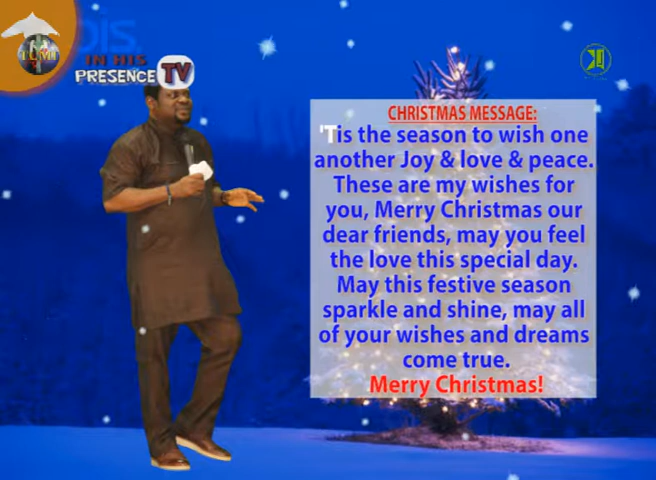 TCMI
DIS.
IN HIS
PRESENCE TV
CHRISTMAS MESSAGE:
'Tis the season to wish one
another Joy & love & peace.
These are my wishes for
you, Merry Christmas our
dear friends, may you feel
the love this special day.
May this festive season
sparkle and shine, may all
of your wishes and dreams
come true.
Merry Christmas!